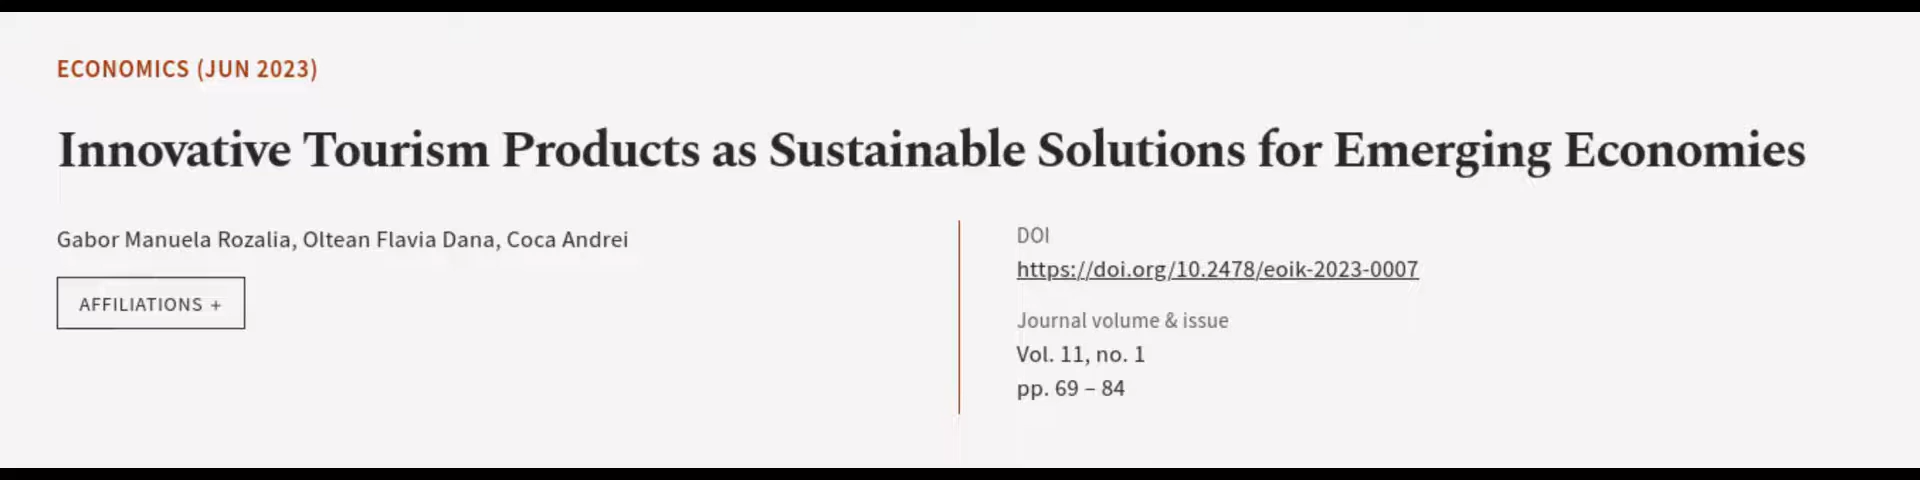 ECONOMICS (JUN 2023)
Innovative Tourism Products as Sustainable Solutions for Emerging Economies
Gabor Manuela Rozalia, Oltean Flavia Dana, Coca Andrei
AFFILIATIONS +
DOI
https://doi.org/10.2478/eoik-2023-0007
Journal volume & issue
Vol. 11, no. 1
pp. 69 – 84